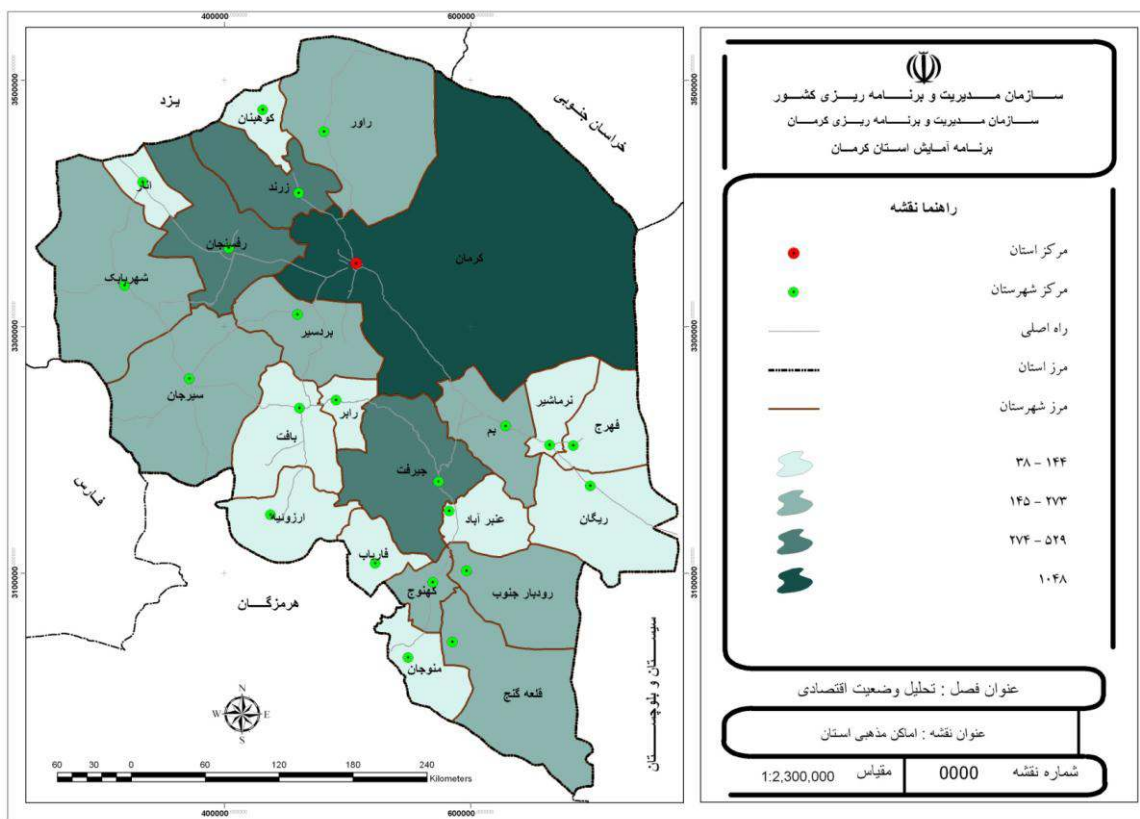 400000
600000
3500000
3300000
3100000
3500000
3300000
3100000
400000
600000
یزد
خراسان جنوبی
کوهبنان
راور
انار
زرند
رفسنجان
کرمان
شهربابک
بردسیر
سیرجان
بافت
رابر
بم
نرماشیر
فهرج
جیرفت
ریگان
عنبر آباد
ارزوئیه
فاریاب
کهنوج
رودبار جنوب
منوجان
قلعه گنج
فارس
هرمزگان
سیستان و بلوچستان
N
W
E
S
60 30 0 60 120 180 240
Kilometers
سازمان مدیریت و برنامه ریزی کشور
سازمان مدیریت و برنامه ریزی کرمان
برنامه آمایش استان کرمان
راهنما نقشه
مرکز استان
مرکز شهرستان
راه اصلی
مرز استان
مرز شهرستان
۳۸ - ۱۴۴
۱۴۵ - ۲۷۳
۲۷۴ - ۵۲۹
۱۰۴۸
عنوان فصل : تحلیل وضعیت اقتصادی
عنوان نقشه : اماکن مذهبی استان
شماره نقشه 0000 مقیاس 1:2,300,000